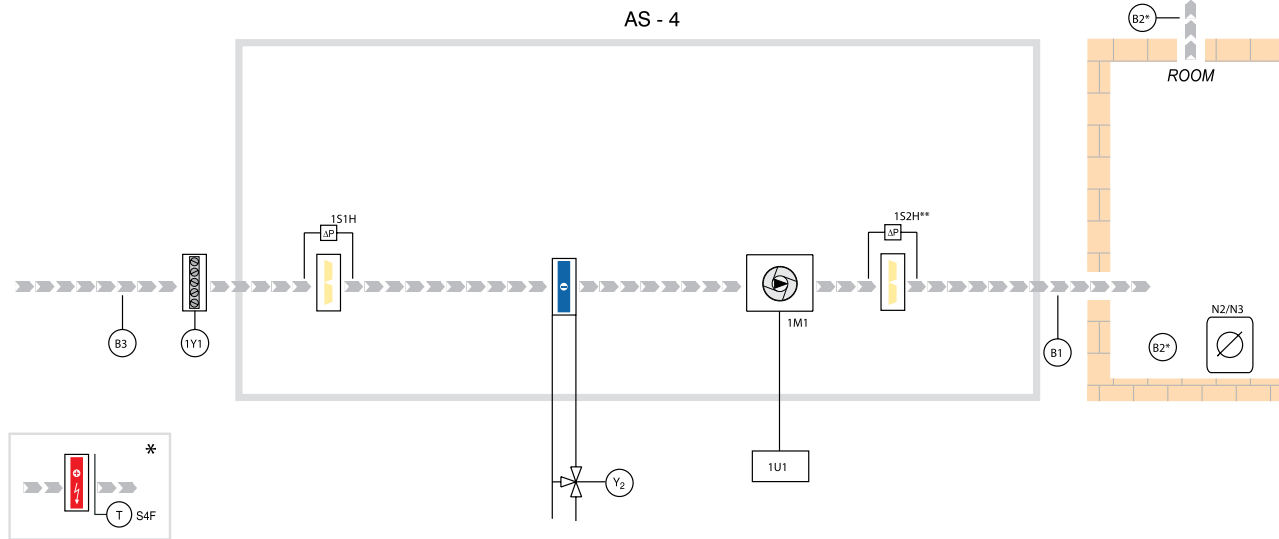 AS - 4
B2*
ROOM
1S1H
ΔP
1S2H**
ΔP
1M1
B3
1Y1
B1
B2*
N2/N3
1U1
Y2
*
T
S4F